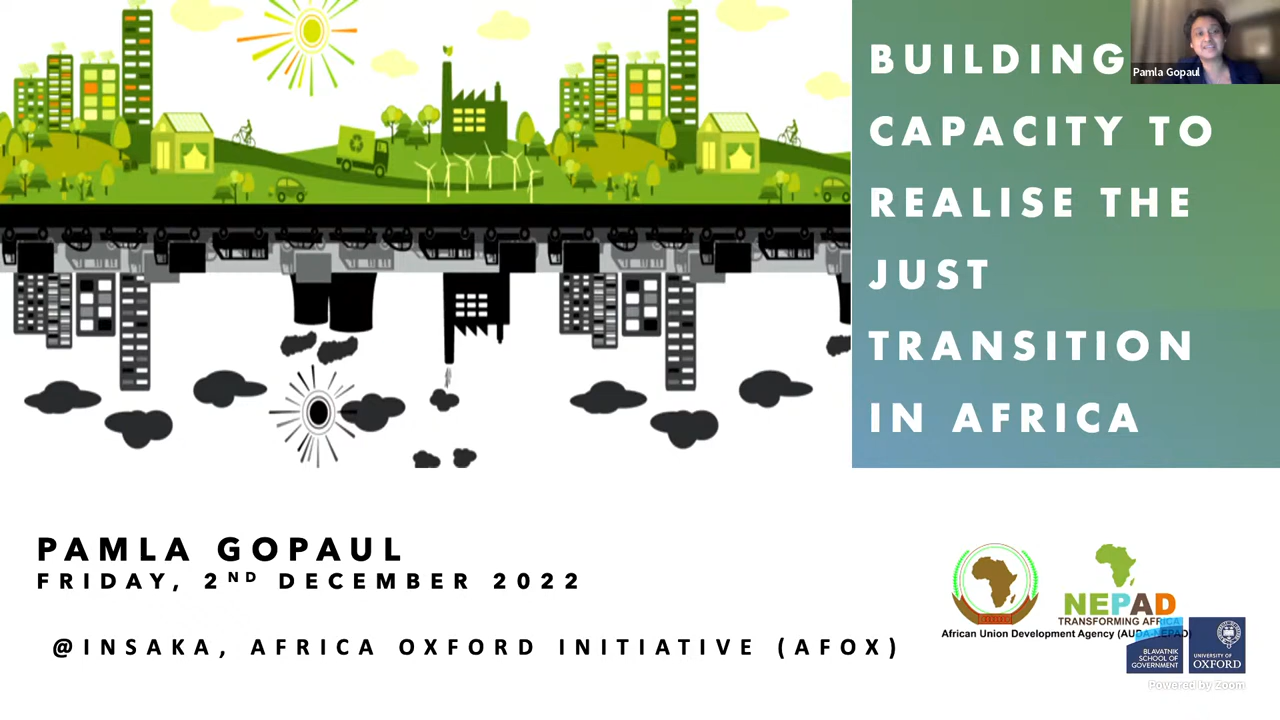 BUILDING
CAPACITY TO
REALISE THE
JUST
TRANSITION
IN AFRICA
Pamla Gopaul
PAMLA GOPAUL
FRIDAY, 2ND DECEMBER 2022
@INSAKA, AFRICA OXFORD INITIATIVE (AFOX)
NEPAD
TRANSFORMING AFRICA
African Union Development Agency (AUDA-NEPAD)
BLAVATNIK
SCHOOL OF
GOVERNMENT
UNIVERSITY OF
OXFORD
Powered by Zoom